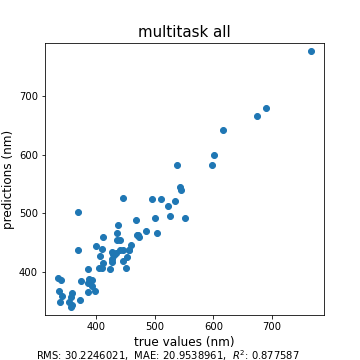 multitask all
predictions (nm)
700
600
500
400
400 500 600 700
true values (nm)
RMS: 30.2246021, MAE: 20.9538961, R²: 0.877587